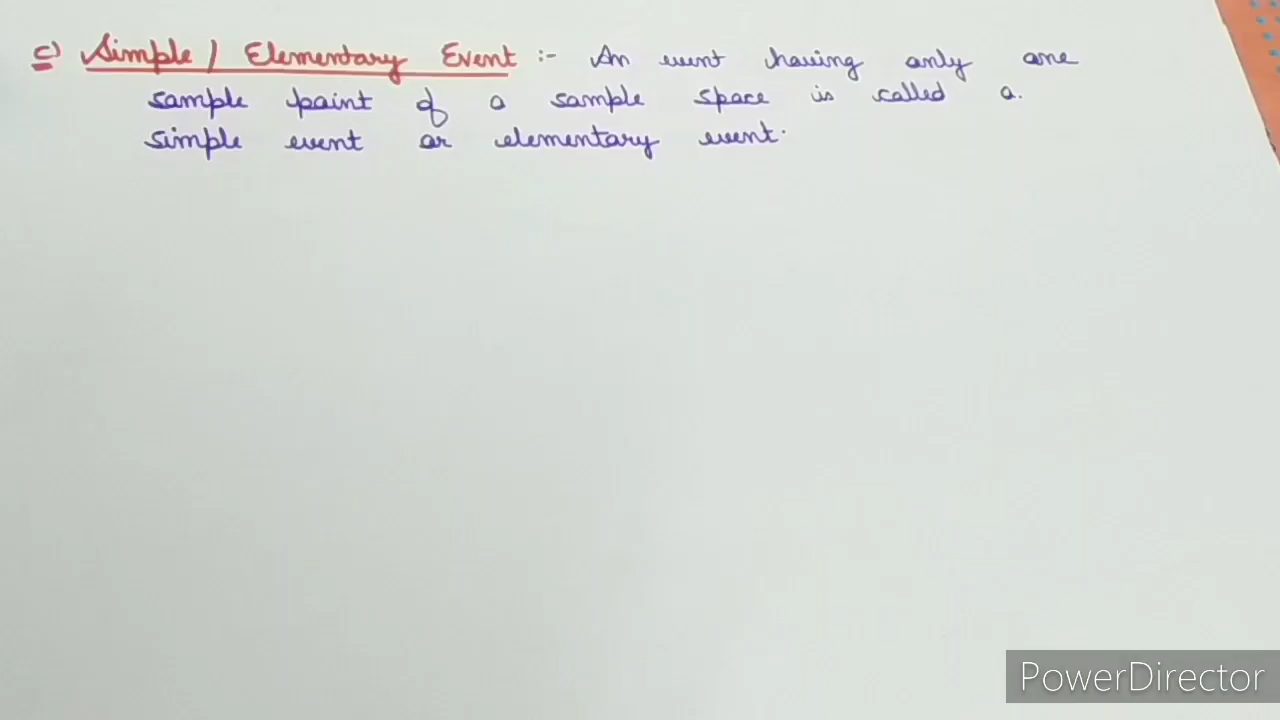 c) Simple / Elementary Event :- An event having only one
sample point of a sample space is called a
simple event or elementary event.
PowerDirector